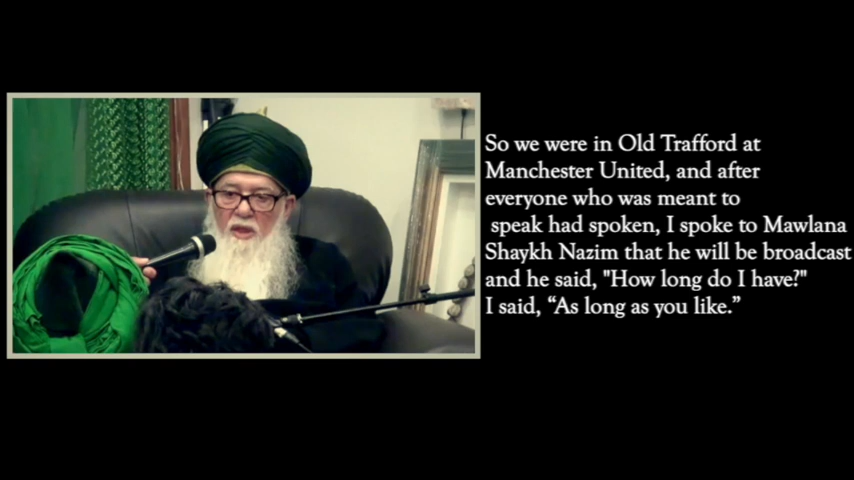 So we were in Old Trafford at
Manchester United, and after
everyone who was meant to
speak had spoken, I spoke to Mawlana
Shaykh Nazim that he will be broadcast
and he said, "How long do I have?"
I said, “As long as you like.”